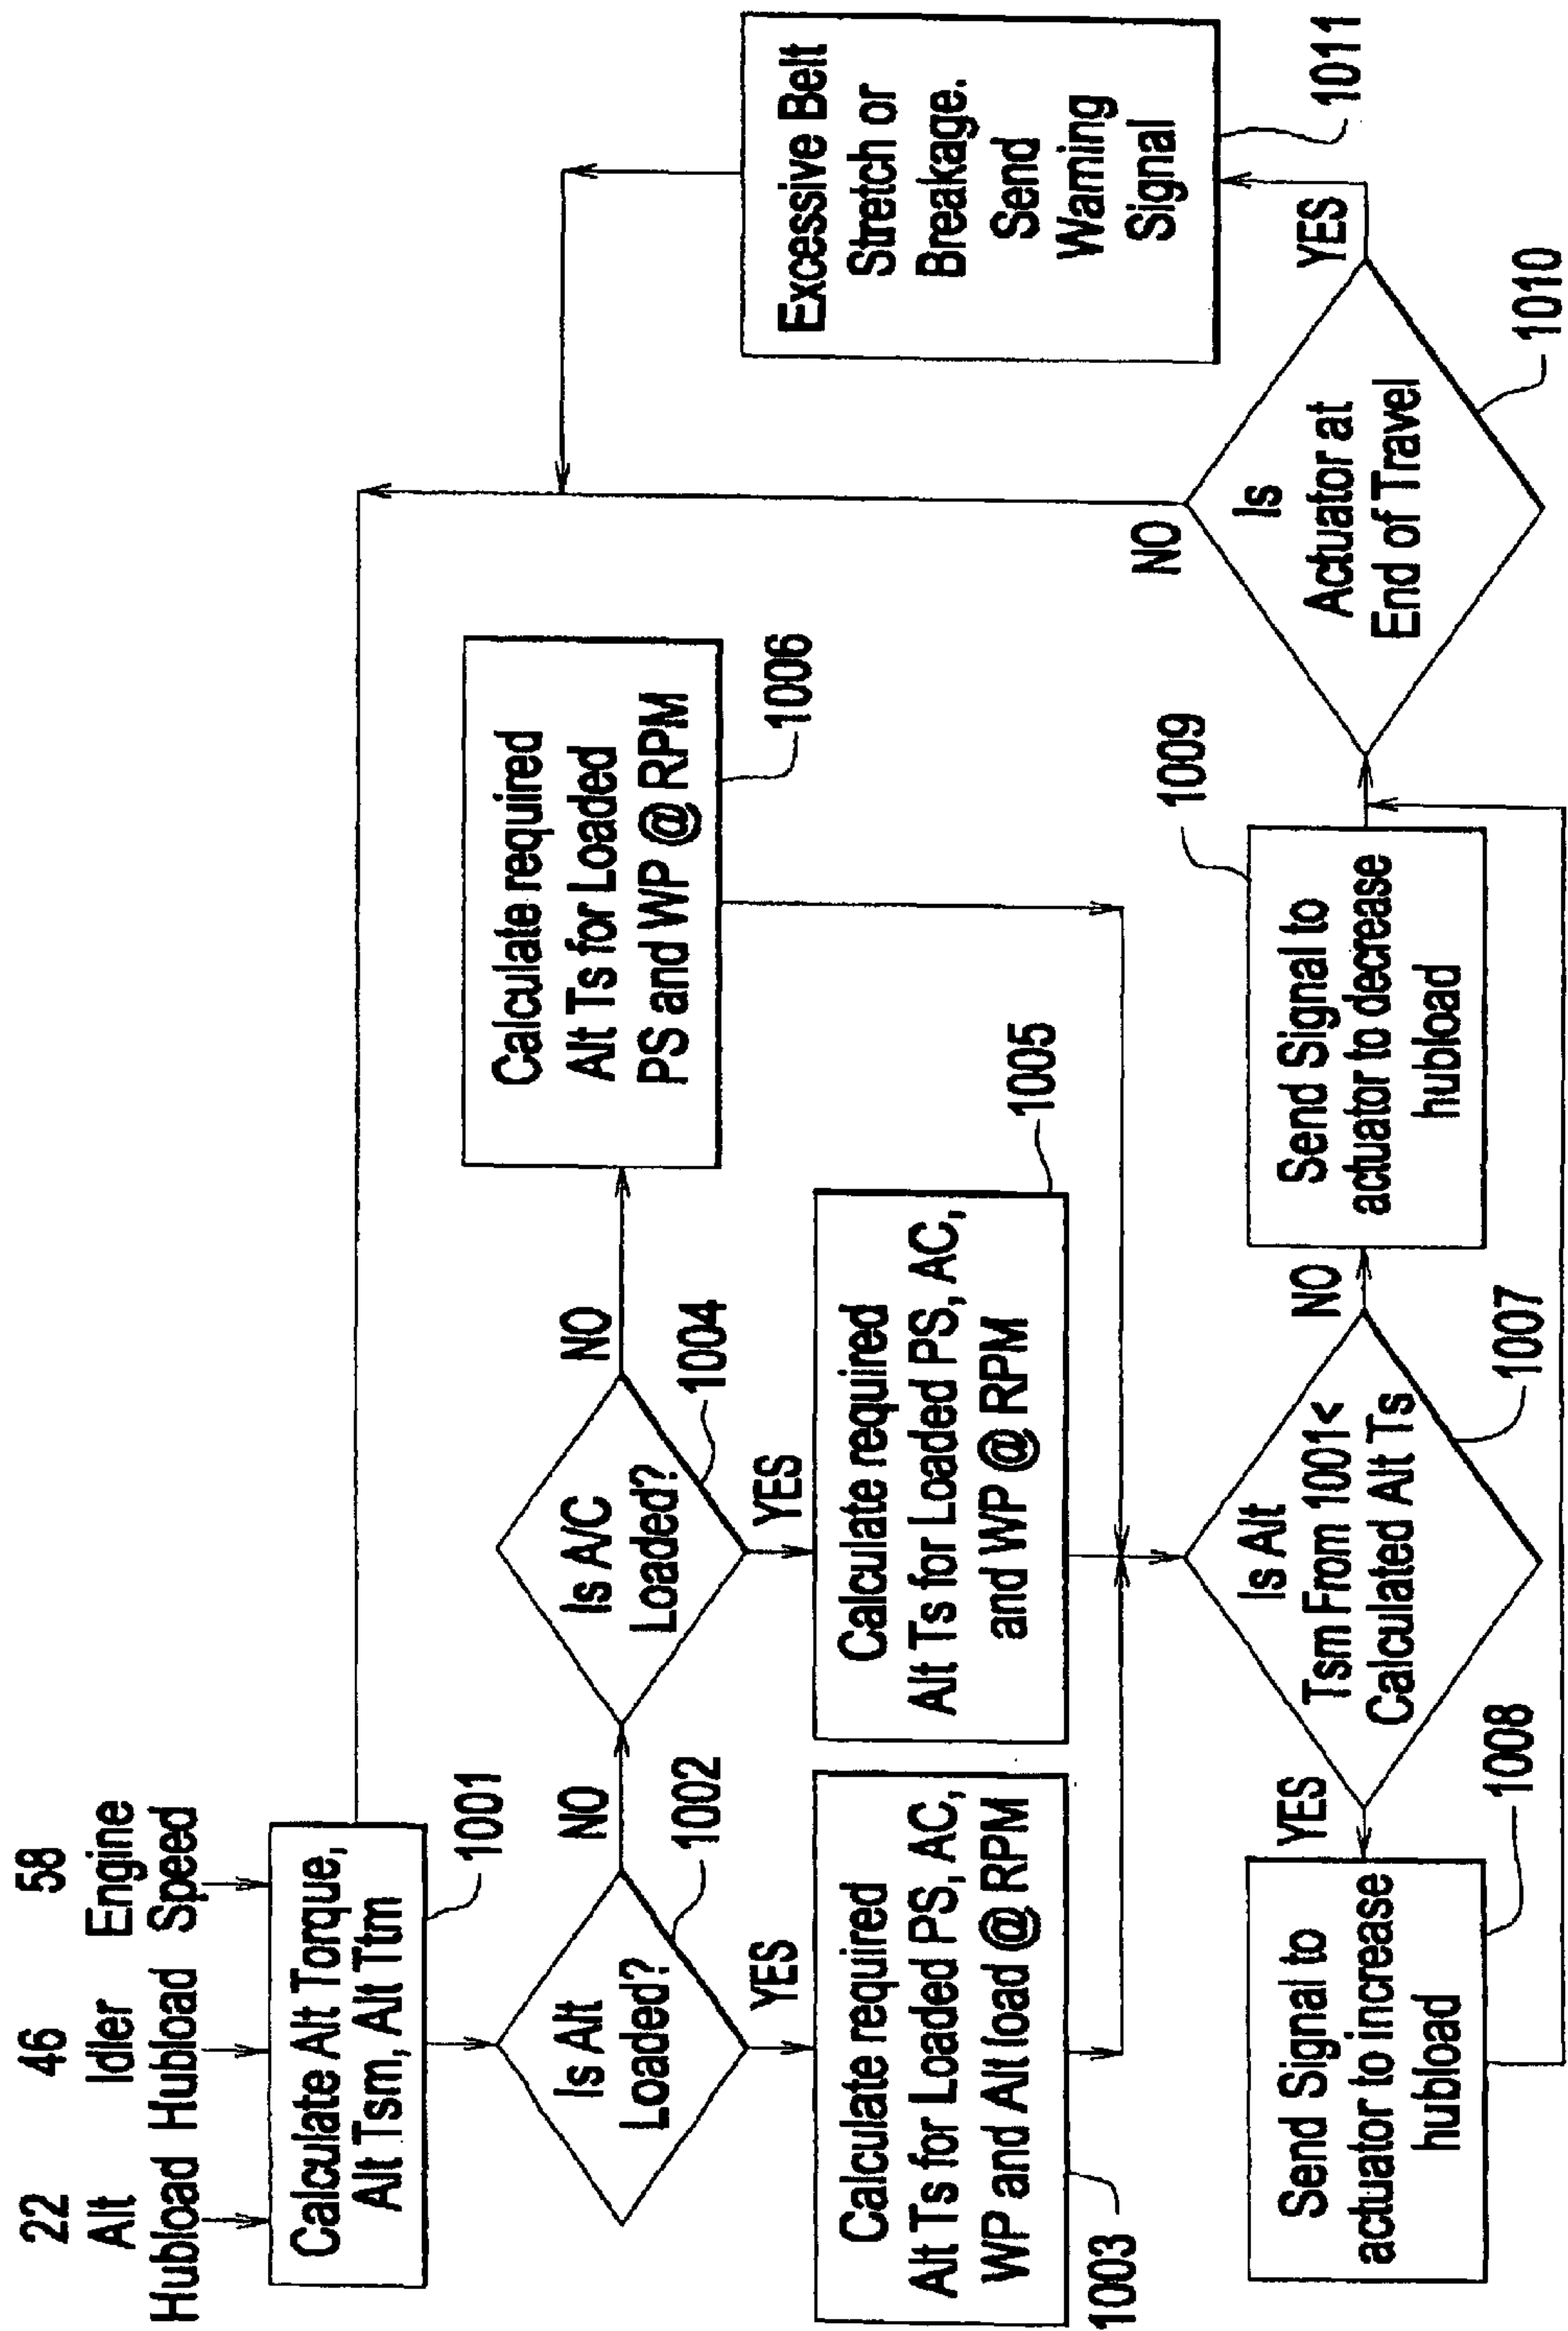 22
Alt
Hubload
46
Idler
Hubload
58
Engine
Speed
Calculate Alt Torque,
Alt Tsm, Alt Ttm
1001
Is Alt
Loaded?
1002
NO
YES
Is A/C
Loaded?
1004
NO
YES
Calculate required
Alt Ts for Loaded
PS and WP @ RPM
1006
Calculate required
Alt Ts for Loaded PS, AC,
WP and Alt load @ RPM
1003
Calculate required
Alt Ts for Loaded PS, AC,
and WP @ RPM
1005
Is Alt
Tsm From 1001<
Calculated Alt Ts
1007
YES
NO
Send Signal to
actuator to increase
hubload
1008
Send Signal to
actuator to decrease
hubload
1009
Is
Actuator at
End of Travel
1010
NO
YES
Excessive Belt
Stretch or
Breakage.
Send
Warning
Signal
1011